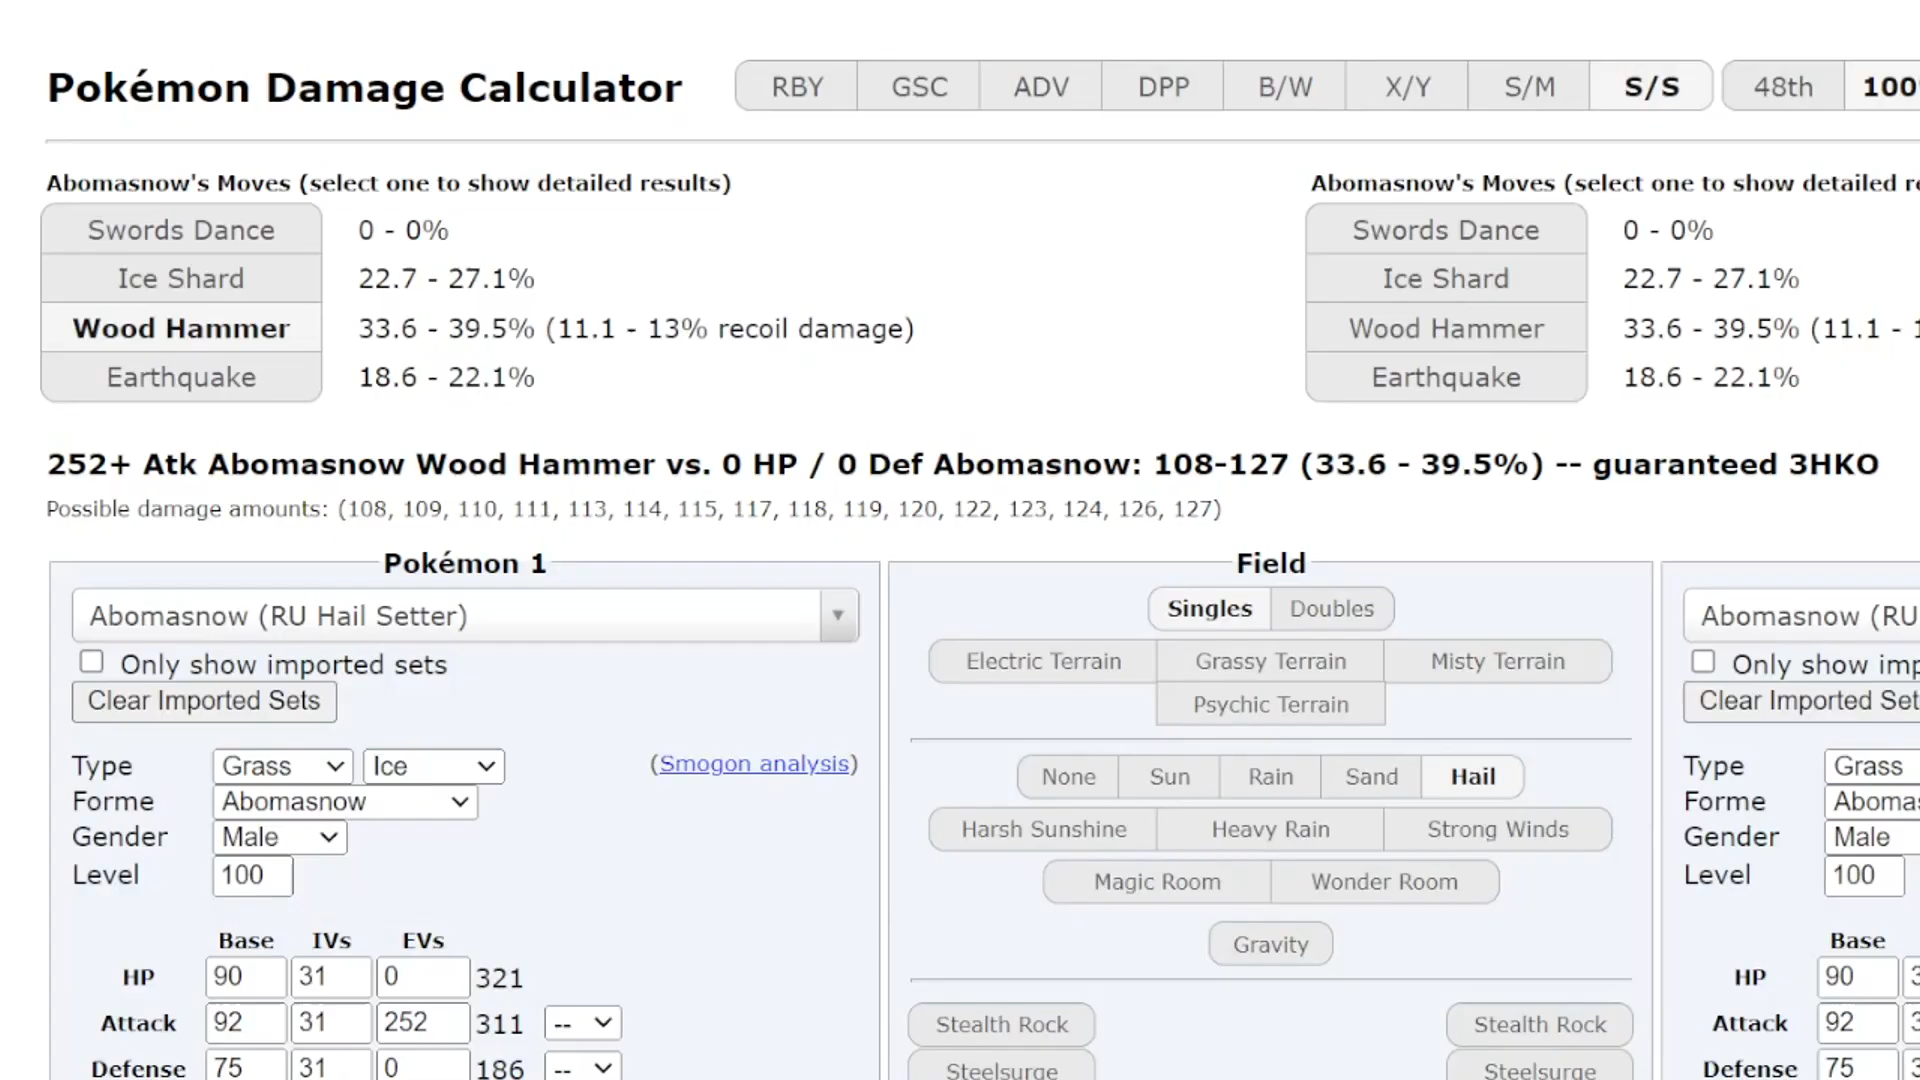 Pokémon Damage Calculator
RBY GSC ADV DPP B/W X/Y S/M S/S 48th 100
Abomasnow's Moves (select one to show detailed results)
Swords Dance 0 - 0%
Ice Shard 22.7 - 27.1%
Wood Hammer 33.6 - 39.5% (11.1 - 13% recoil damage)
Earthquake 18.6 - 22.1%
Abomasnow's Moves (select one to show detailed re
Swords Dance 0 - 0%
Ice Shard 22.7 - 27.1%
Wood Hammer 33.6 - 39.5% (11.1 - 1
Earthquake 18.6 - 22.1%
252+ Atk Abomasnow Wood Hammer vs. 0 HP / 0 Def Abomasnow: 108-127 (33.6 - 39.5%) -- guaranteed 3HKO
Possible damage amounts: (108, 109, 110, 111, 113, 114, 115, 117, 118, 119, 120, 122, 123, 124, 126, 127)
Pokémon 1
Abomasnow (RU Hail Setter)
Only show imported sets
Clear Imported Sets
Type Grass Ice (Smogon analysis)
Forme Abomasnow
Gender Male
Level 100
Base IVs EVs
HP 90 31 0 321
Attack 92 31 252 311 --
Defense 75 31 0 186 --
Field
Singles Doubles
Electric Terrain Grassy Terrain Misty Terrain
Psychic Terrain
None Sun Rain Sand Hail
Harsh Sunshine Heavy Rain Strong Winds
Magic Room Wonder Room
Gravity
Stealth Rock Stealth Rock
Steelsurge Steelsurge
Abomasnow (RU
Only show imp
Clear Imported Set
Type Grass
Forme Abomas
Gender Male
Level 100
Base
HP 90 3
Attack 92 3
Defense 75 3